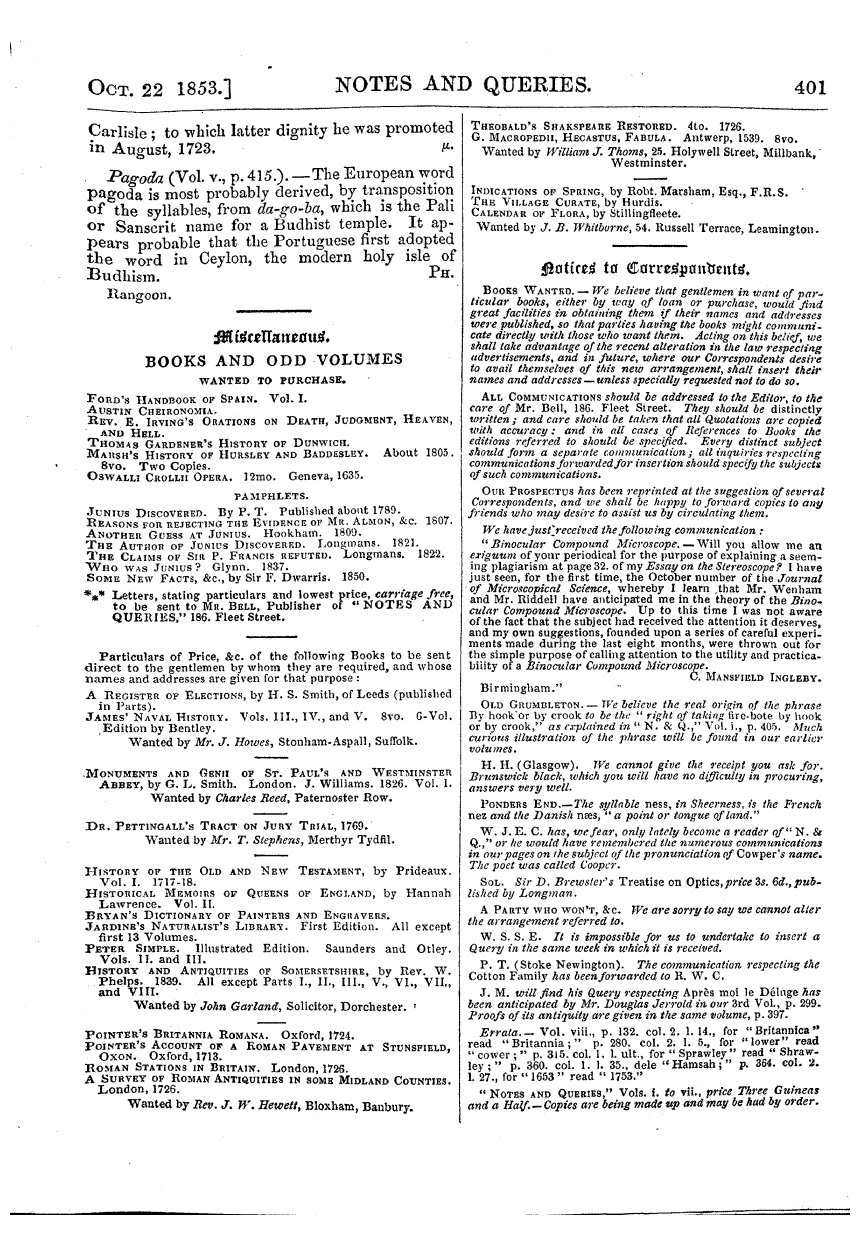 OCT. 22 1853.] NOTES AND QUERIES. 401
Carlisle; to which latter dignity he was promoted
in August, 1723. μ.
Pagoda (Vol. v., p. 415.).—The European word
pagoda is most probably derived, by transposition
of the syllables, from da-go-ba, which is the Pali
or Sanscrit name for a Budhist temple. It ap-
pears probable that the Portuguese first adopted
the word in Ceylon, the modern holy isle of
Budhism. PH.
Rangoon.
Miscellaneous.
BOOKS AND ODD VOLUMES
WANTED TO PURCHASE.
FORD'S HANDBOOK OF SPAIN. Vol. I.
AUSTIN CHEIRONOMIA.
REV. E. IRVING'S ORATIONS ON DEATH, JUDGMENT, HEAVEN,
AND HELL.
THOMAS GARDENER'S HISTORY OF DUNWICH.
MARSH'S HISTORY OF HURSLEY AND BADDESLEY. About 1805.
8vo. Two Copies.
OSWALLI CROLLII OPERA. 12mo. Geneva, 1635.
PAMPHLETS.
JUNIUS DISCOVERED. By P. T. Published about 1789.
REASONS FOR REJECTING THE EVIDENCE OF MR. ALMON, &c. 1807.
ANOTHER GUESS AT JUNIUS. Hookham. 1809.
THE AUTHOR OF JUNIUS DISCOVERED. Longmans. 1821.
THE CLAIMS OF SIR P. FRANCIS REFUTED. Longmans. 1822.
WHO WAS JUNIUS? Glynn. 1837.
SOME NEW FACTS, &c., by Sir F. Dwarris. 1850.
*** Letters, stating particulars and lowest price, carriage free,
to be sent to MR. BELL, Publisher of "NOTES AND
QUERIES," 186. Fleet Street.
Particulars of Price, &c. of the following Books to be sent
direct to the gentlemen by whom they are required, and whose
names and addresses are given for that purpose:
A REGISTER OF ELECTIONS, by H. S. Smith, of Leeds (published
in Parts).
JAMES' NAVAL HISTORY. Vols. III., IV., and V. 8vo. 6-Vol.
Edition by Bentley.
Wanted by Mr. J. Howes, Stonham-Aspall, Suffolk.
MONUMENTS AND GENII OF ST. PAUL'S AND WESTMINSTER
ABBEY, by G. L. Smith. London. J. Williams. 1826. Vol. I.
Wanted by Charles Reed, Paternoster Row.
DR. PETTINGALL'S TRACT ON JURY TRIAL, 1769.
Wanted by Mr. T. Stephens, Merthyr Tydfil.
HISTORY OF THE OLD AND NEW TESTAMENT, by Prideaux.
Vol. I. 1717-18.
HISTORICAL MEMOIRS OF QUEENS OF ENGLAND, by Hannah
Lawrence. Vol. II.
BRYAN'S DICTIONARY OF PAINTERS AND ENGRAVERS.
JARDINE'S NATURALIST'S LIBRARY. First Edition. All except
first 13 Volumes.
PETER SIMPLE. Illustrated Edition. Saunders and Otley.
Vols. II. and III.
HISTORY AND ANTIQUITIES OF SOMERSETSHIRE, by Rev. W.
Phelps. 1839. All except Parts I., II., III., V., VI., VII.,
and VIII.
Wanted by John Garland, Solicitor, Dorchester.
POINTER'S BRITANNIA ROMANA. Oxford, 1724.
POINTER'S ACCOUNT OF A ROMAN PAVEMENT AT STUNSFIELD,
OXON. Oxford, 1713.
ROMAN STATIONS IN BRITAIN. London, 1726.
A SURVEY OF ROMAN ANTIQUITIES IN SOME MIDLAND COUNTIES.
London, 1726.
Wanted by Rev. J. W. Hewett, Bloxham, Banbury.
THEOBALD'S SHAKSPEARE RESTORED. 4to. 1726.
G. MACROPEDII, HECASTUS, FABULA. Antwerp, 1539. 8vo.
Wanted by William J. Thoms, 25. Holywell Street, Millbank,
Westminster.
INDICATIONS OF SPRING, by Robt. Marsham, Esq., F.R.S.
THE VILLAGE CURATE, by Hurdis.
CALENDAR OF FLORA, by Stillingfleete.
Wanted by J. B. Whitborne, 54. Russell Terrace, Leamington.
Notices to Correspondents.
BOOKS WANTED.—We believe that gentlemen in want of par-
ticular books, either by way of loan or purchase, would find
great facilities in obtaining them if their names and addresses
were published, so that parties having the books might communi-
cate directly with those who want them. Acting on this belief, we
shall take advantage of the recent alteration in the law respecting
advertisements, and in future, where our Correspondents desire
to avail themselves of this new arrangement, shall insert their
names and addresses—unless specially requested not to do so.
ALL COMMUNICATIONS should be addressed to the Editor, to the
care of Mr. Bell, 186. Fleet Street. They should be distinctly
written; and care should be taken that all Quotations are copied
with accuracy; and in all cases of References to Books the
editions referred to should be specified. Every distinct subject
should form a separate communication; all inquiries respecting
communications forwarded for insertion should specify the subjects
of such communications.
OUR PROSPECTUS has been reprinted at the suggestion of several
Correspondents, and we shall be happy to forward copies to any
friends who may desire to assist us by circulating them.
We have just received the following communication:
"Binocular Compound Microscope.—Will you allow me an
exiguum of your periodical for the purpose of explaining a seem-
ing plagiarism at page 32. of my Essay on the Stereoscope? I have
just seen, for the first time, the October number of the Journal
of Microscopical Science, whereby I learn that Mr. Wenham
and Mr. Riddell have anticipated me in the theory of the Bino-
cular Compound Microscope. Up to this time I was not aware
of the fact that the subject had received the attention it deserves,
and my own suggestions, founded upon a series of careful experi-
ments made during the last eight months, were thrown out for
the simple purpose of calling attention to the utility and practica-
bility of a Binocular Compound Microscope.
C. MANSFIELD INGLEBY.
Birmingham."
OLD GRUMBLETON.—We believe the real origin of the phrase
By hook or by crook to be the "right of taking fire-bote by hook
or by crook," as explained in "N. & Q.," Vol. i., p. 405. Much
curious illustration of the phrase will be found in our earlier
volumes.
H. H. (Glasgow). We cannot give the receipt you ask for.
Brunswick black, which you will have no difficulty in procuring,
answers very well.
PONDERS END.—The syllable ness, in Sheerness, is the French
nez and the Danish næs, "a point or tongue of land."
W. J. E. C. has, we fear, only lately become a reader of "N. &
Q.," or he would have remembered the numerous communications
in our pages on the subject of the pronunciation of Cowper's name.
The poet was called Cooper.
SOL. Sir D. Brewster's Treatise on Optics, price 3s. 6d., pub-
lished by Longman.
A PARTY WHO WON'T, &c. We are sorry to say we cannot alter
the arrangement referred to.
W. S. S. E. It is impossible for us to undertake to insert a
Query in the same week in which it is received.
P. T. (Stoke Newington). The communication respecting the
Cotton Family has been forwarded to R. W. C.
J. M. will find his Query respecting Après moi le Déluge has
been anticipated by Mr. Douglas Jerrold in our 3rd Vol., p. 299.
Proofs of its antiquity are given in the same volume, p. 397.
Errata.—Vol. viii., p. 132. col. 2. l. 14., for "Britannica"
read "Britannia;" p. 280. col. 2. l. 5., for "lower" read
"cower;" p. 315. col. 1. l. ult., for "Sprawley" read "Shraw-
ley;" p. 360. col. 1. l. 35., dele "Hamsah;" p. 364. col. 2.
l. 27., for "1653" read "1753."
"NOTES AND QUERIES," Vols. i. to vii., price Three Guineas
and a Half.—Copies are being made up and may be had by order.